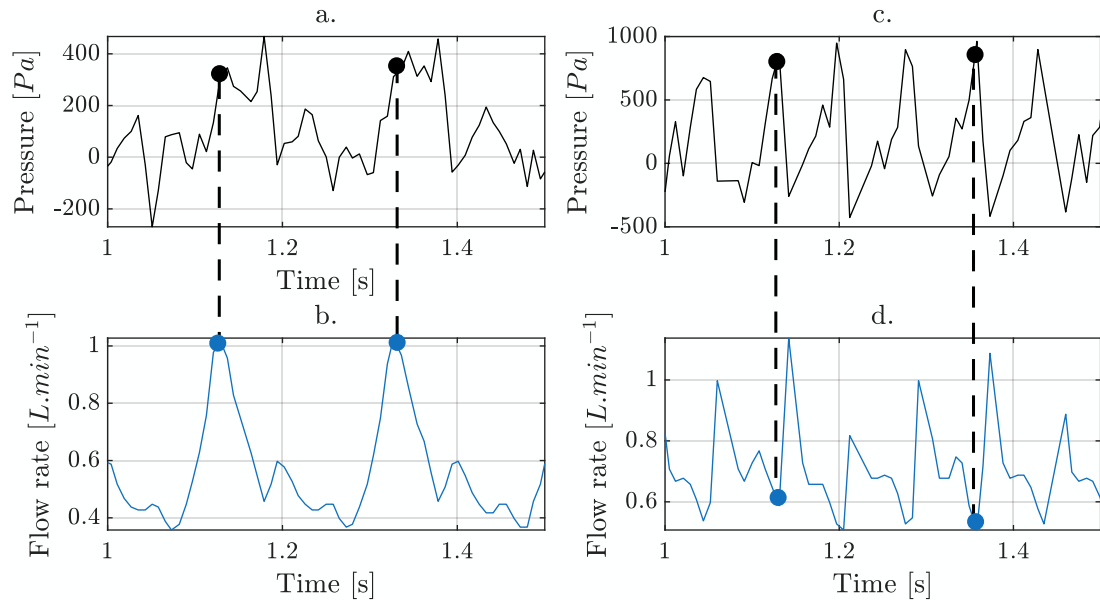 a.
Pressure [Pa]
400
200
0
-200
1
1.2
1.4
Time [s]
b.
Flow rate [L.min⁻¹]
1
0.8
0.6
0.4
1
1.2
1.4
Time [s]
c.
Pressure [Pa]
1000
500
0
-500
1
1.2
1.4
d.
Flow rate [L.min⁻¹]
1
0.8
0.6
1
1.2
1.4
Time [s]